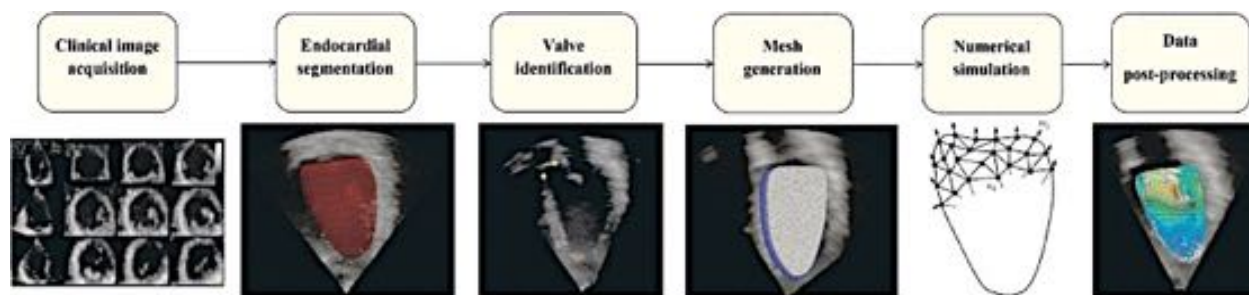 Clinical image
acquisition
Endocardial
segmentation
Valve
identification
Mesh
generation
Numerical
simulation
Data
post-processing